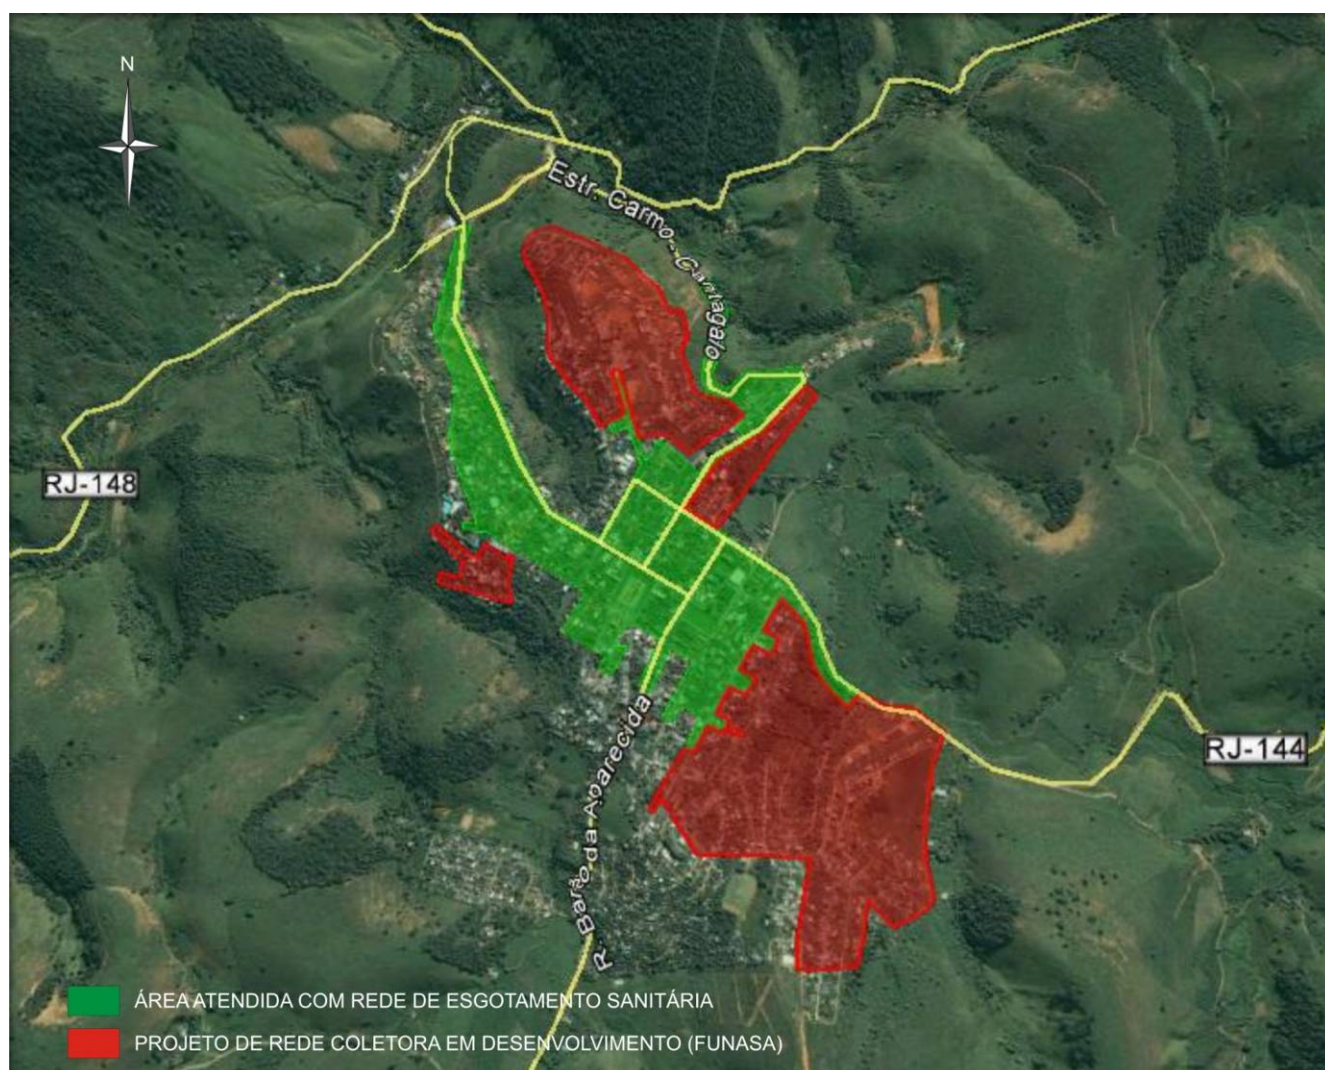 N
Estr. Carmo - Cantagalo
RJ-148
RJ-144
R. Barão da Aparecida
ÁREA ATENDIDA COM REDE DE ESGOTAMENTO SANITÁRIA
PROJETO DE REDE COLETORA EM DESENVOLVIMENTO (FUNASA)